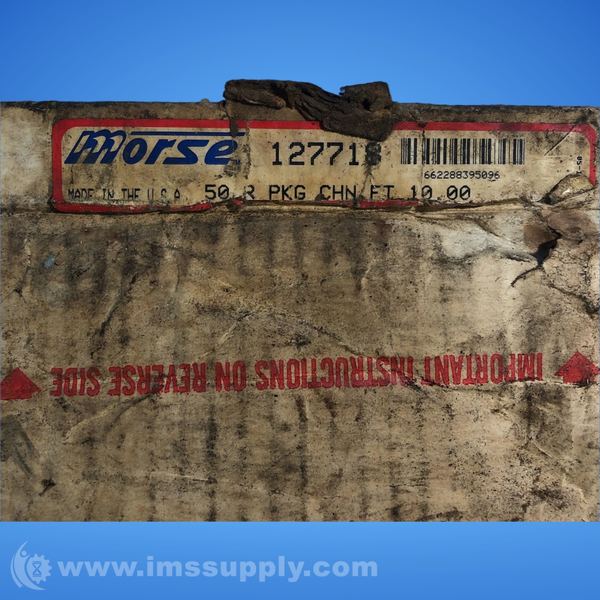 morse 127718
662288395096
MADE IN THE U.S.A. 50 R PKG CHN FT 10.00
IMPORTANT INSTRUCTIONS ON REVERSE SIDE
www.imssupply.com